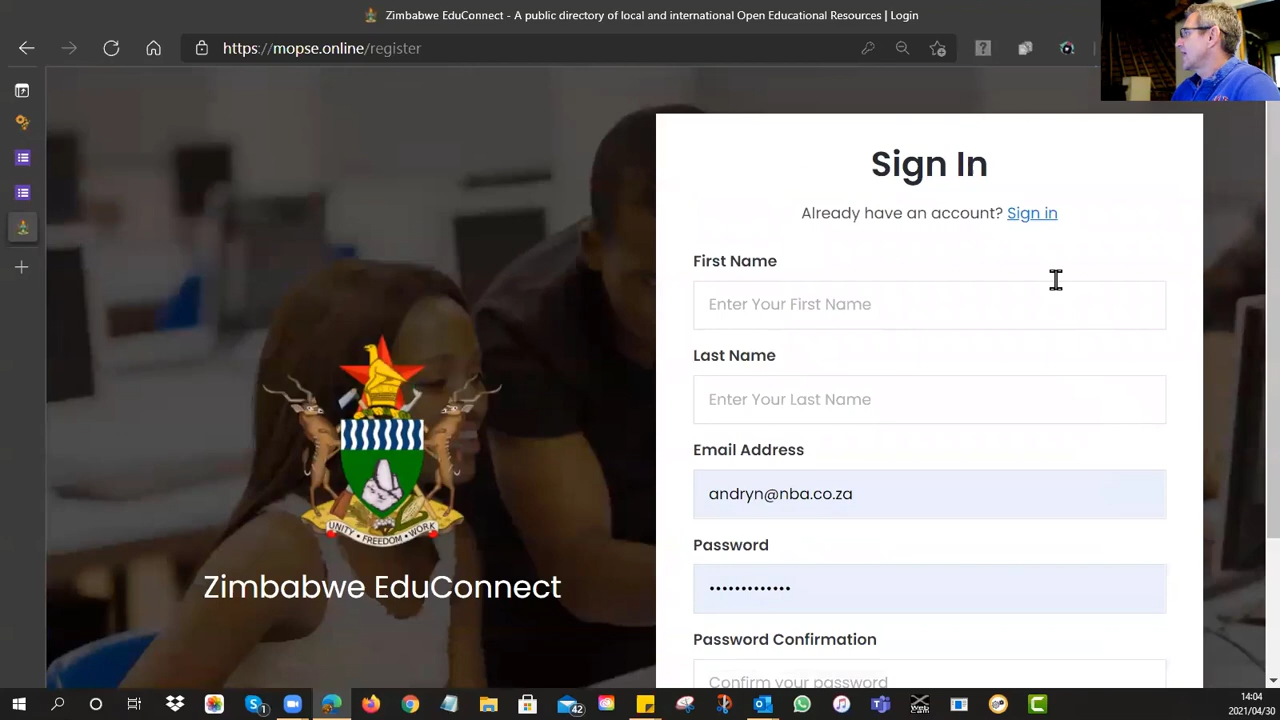 Zimbabwe EduConnect - A public directory of local and international Open Educational Resources | Login
https://mopse.online/register
Sign In
Already have an account? Sign in
First Name
Enter Your First Name
Last Name
Enter Your Last Name
Email Address
andryn@nba.co.za
Password
•••••••••••••
Password Confirmation
Confirm your password
UNITY • FREEDOM • WORK
Zimbabwe EduConnect
1
42
14:04
2021/04/30